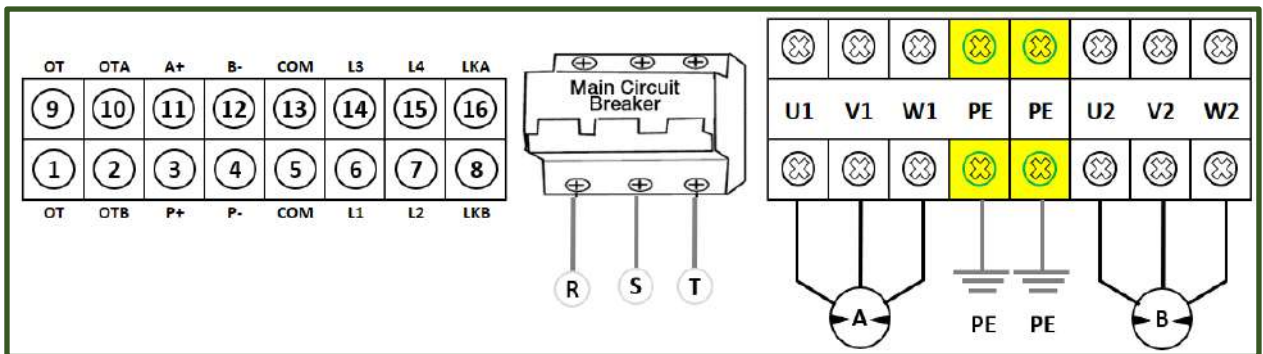 OT OTA A+ B- COM L3 L4 LKA
9 10 11 12 13 14 15 16
1 2 3 4 5 6 7 8
OT OTB P+ P- COM L1 L2 LKB
Main Circuit
Breaker
R S T
U1 V1 W1 PE PE U2 V2 W2
A PE PE B